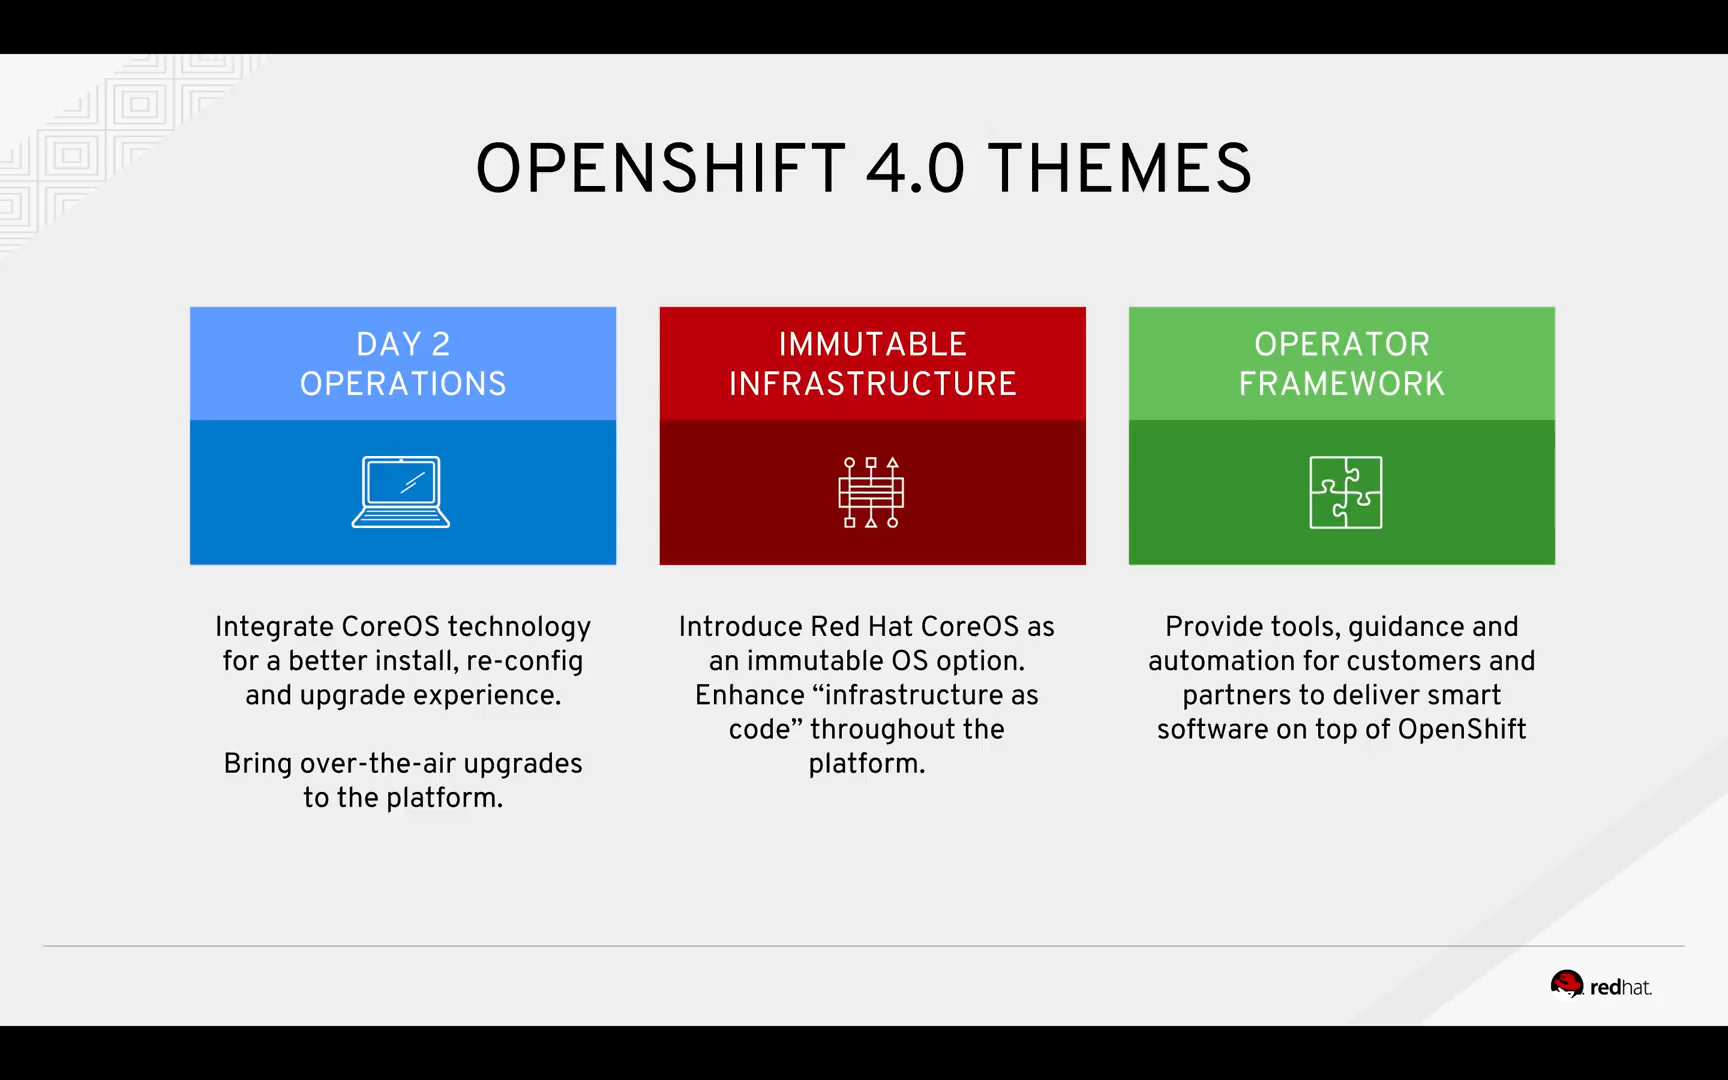 OPENSHIFT 4.0 THEMES
DAY 2
OPERATIONS
Integrate CoreOS technology
for a better install, re-config
and upgrade experience.
Bring over-the-air upgrades
to the platform.
IMMUTABLE
INFRASTRUCTURE
Introduce Red Hat CoreOS as
an immutable OS option.
Enhance “infrastructure as
code” throughout the
platform.
OPERATOR
FRAMEWORK
Provide tools, guidance and
automation for customers and
partners to deliver smart
software on top of OpenShift
redhat.